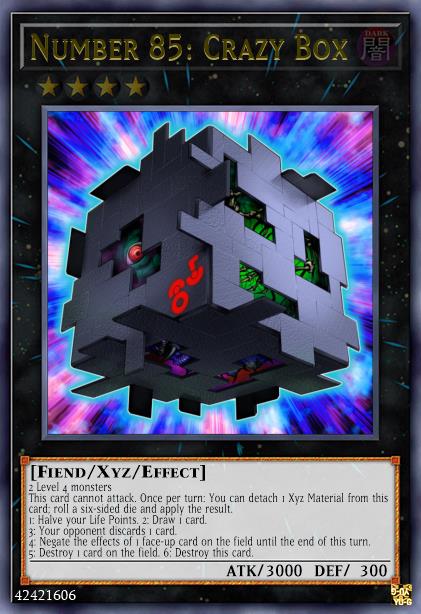 Number 85: Crazy Box
DARK
闇
85
[Fiend/Xyz/Effect]
2 Level 4 monsters
This card cannot attack. Once per turn: You can detach 1 Xyz Material from this
card; roll a six-sided die and apply the result.
1: Halve your Life Points. 2: Draw 1 card.
3: Your opponent discards 1 card.
4: Negate the effects of 1 face-up card on the field until the end of this turn.
5: Destroy 1 card on the field. 6: Destroy this card.
ATK/3000 DEF/ 300
42421606